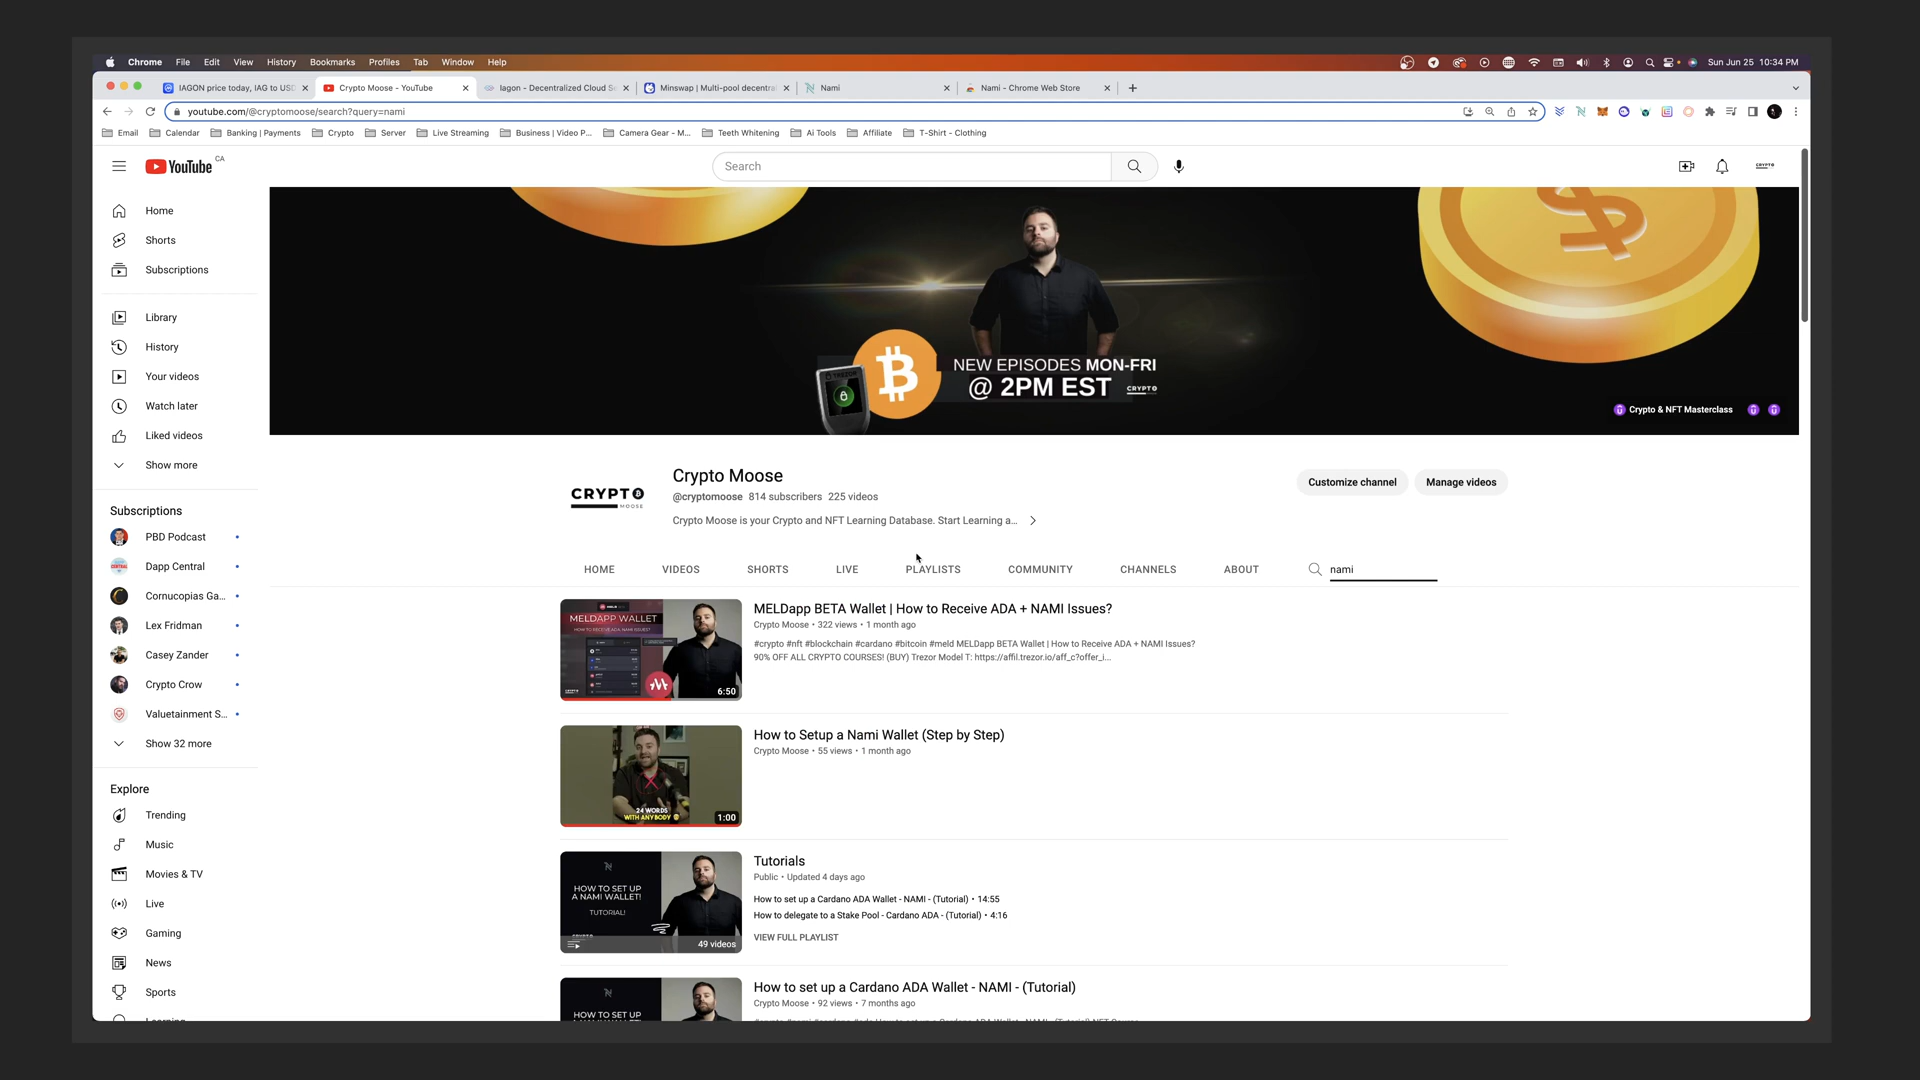 Chrome File Edit View History Bookmarks Profiles Tab Window Help Sun Jun 25 10:34 PM
IAGON price today, IAG to USD
Crypto Moose - YouTube
Iagon - Decentralized Cloud S
Minswap | Multi-pool decentra
Nami
Nami - Chrome Web Store
youtube.com/@cryptomoose/search?query=nami
Email Calendar Banking | Payments Crypto Server Live Streaming Business | Video P... Camera Gear - M... Teeth Whitening Ai Tools Affiliate T-Shirt - Clothing
YouTube CA
Search
CRYPTO
Home
Shorts
Subscriptions
Library
History
Your videos
Watch later
Liked videos
Show more
Subscriptions
PBD Podcast
Dapp Central
Cornucopias Ga...
Lex Fridman
Casey Zander
Crypto Crow
Valuetainment S...
Show 32 more
Explore
Trending
Music
Movies & TV
Live
Gaming
News
Sports
TREZOR
NEW EPISODES MON-FRI
@ 2PM EST
CRYPTO
Crypto & NFT Masterclass
CRYPTO
MOOSE
Crypto Moose
@cryptomoose 814 subscribers 225 videos
Crypto Moose is your Crypto and NFT Learning Database. Start Learning a...
Customize channel
Manage videos
HOME VIDEOS SHORTS LIVE PLAYLISTS COMMUNITY CHANNELS ABOUT nami
MELDAPP WALLET
HOW TO RECEIVE ADA, NAMI ISSUES?
6:50
MELDapp BETA Wallet | How to Receive ADA + NAMI Issues?
Crypto Moose • 322 views • 1 month ago
#crypto #nft #blockchain #cardano #bitcoin #meld MELDapp BETA Wallet | How to Receive ADA + NAMI Issues?
90% OFF ALL CRYPTO COURSES! (BUY) Trezor Model T: https://affil.trezor.io/aff_c?offer_i...
24 WORDS
WITH ANYBODY
1:00
How to Setup a Nami Wallet (Step by Step)
Crypto Moose • 55 views • 1 month ago
HOW TO SET UP
A NAMI WALLET!
TUTORIAL!
49 videos
Tutorials
Public • Updated 4 days ago
How to set up a Cardano ADA Wallet - NAMI - (Tutorial) • 14:55
How to delegate to a Stake Pool - Cardano ADA - (Tutorial) • 4:16
VIEW FULL PLAYLIST
HOW TO SET UP
How to set up a Cardano ADA Wallet - NAMI - (Tutorial)
Crypto Moose • 92 views • 7 months ago